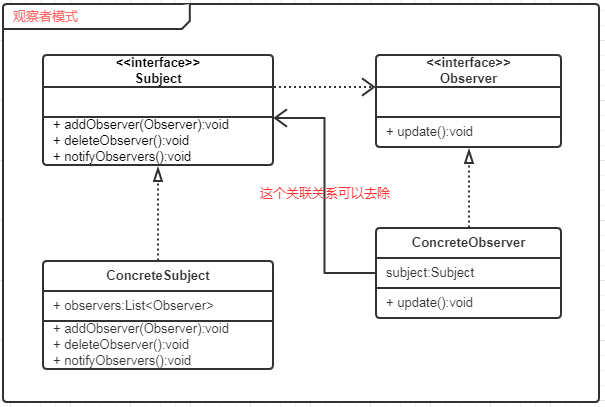 观察者模式
<<interface>>
Subject
+ addObserver(Observer):void
+ deleteObserver():void
+ notifyObservers():void
<<interface>>
Observer
+ update():void
这个关联关系可以去除
ConcreteSubject
+ observers:List<Observer>
+ addObserver(Observer):void
+ deleteObserver():void
+ notifyObservers():void
ConcreteObserver
subject:Subject
+ update():void